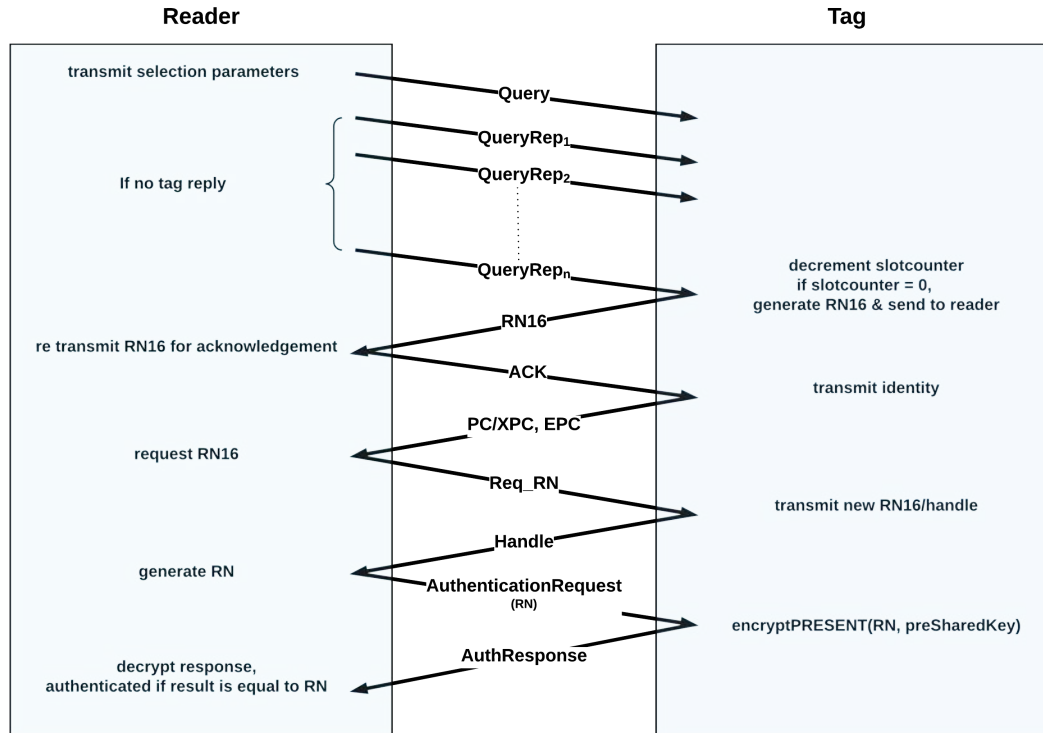 Reader
Tag
transmit selection parameters
Query
QueryRep₁
QueryRep₂
If no tag reply
QueryRepₙ
decrement slotcounter
if slotcounter = 0,
generate RN16 & send to reader
RN16
re transmit RN16 for acknowledgement
ACK
transmit identity
PC/XPC, EPC
request RN16
Req_RN
transmit new RN16/handle
Handle
generate RN
AuthenticationRequest
(RN)
encryptPRESENT(RN, preSharedKey)
AuthResponse
decrypt response,
authenticated if result is equal to RN